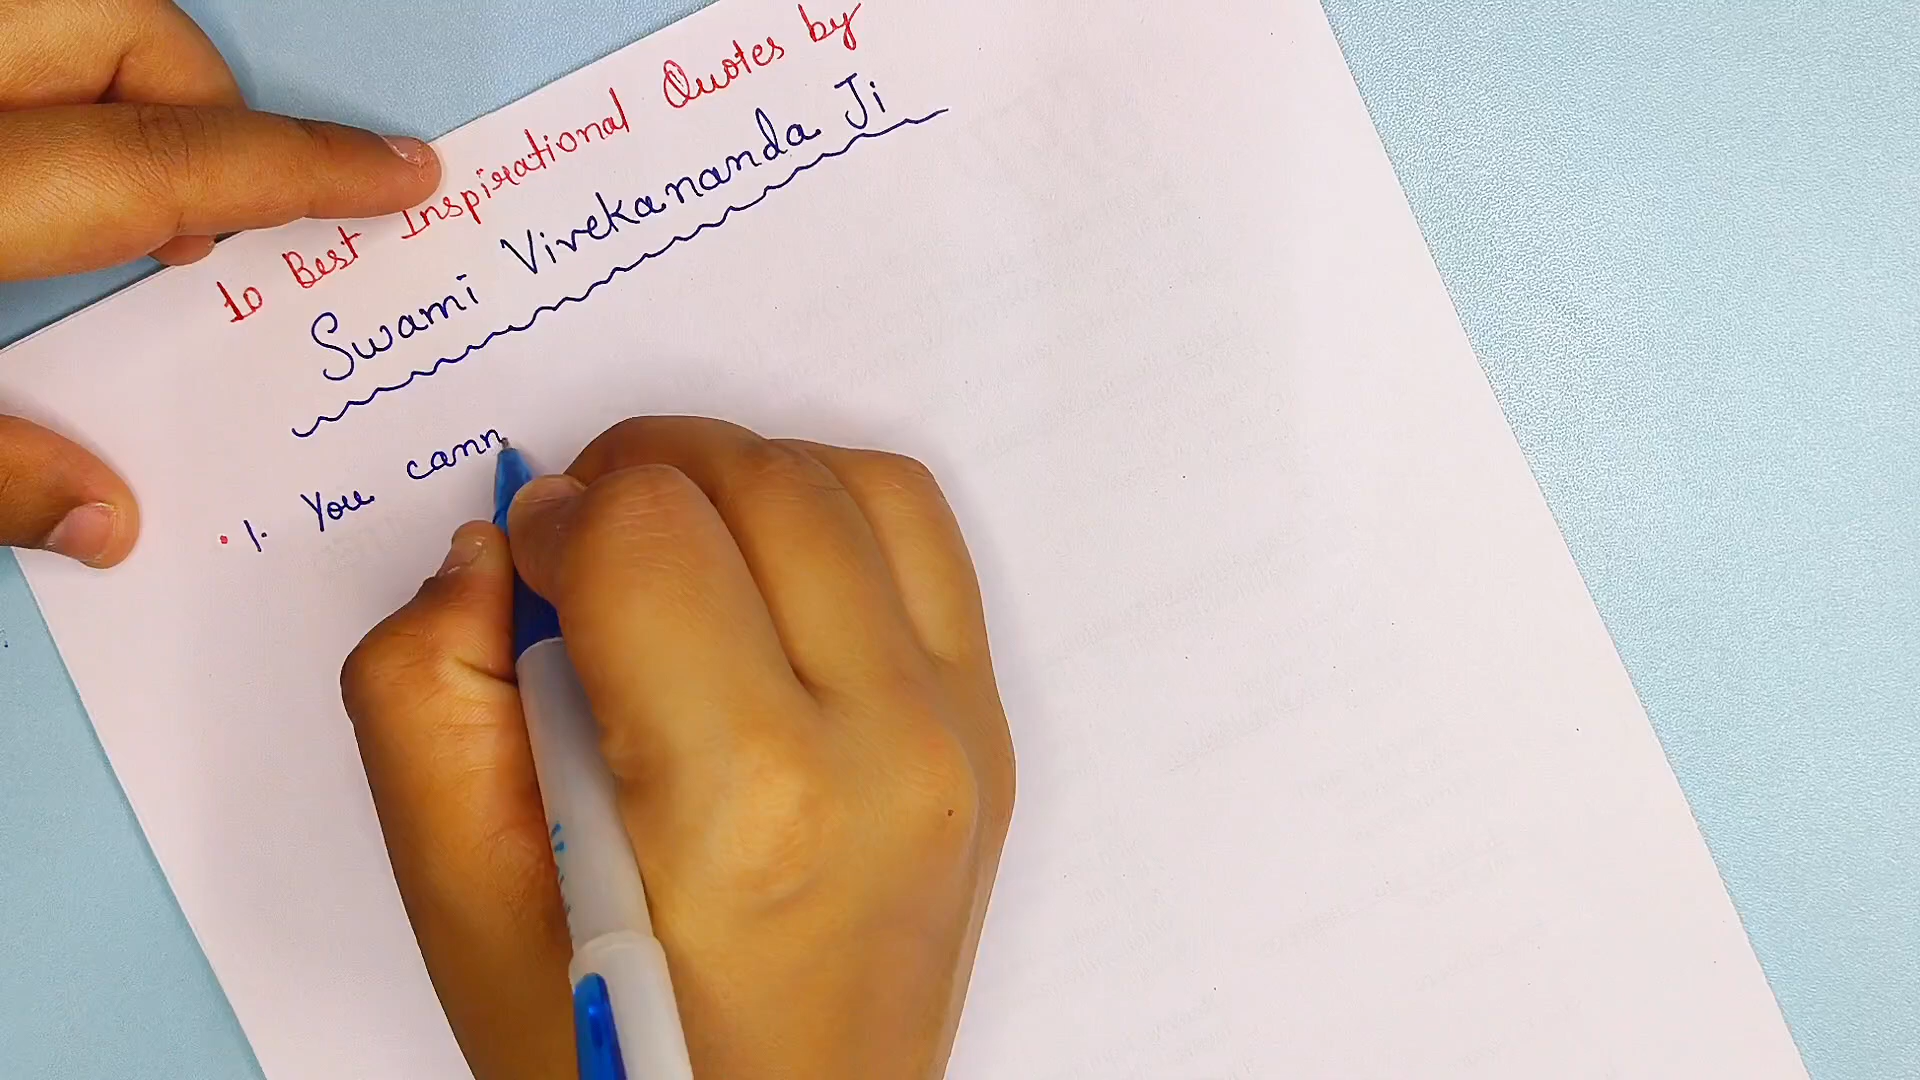 10 Best Inspirational Quotes by
Swami Vivekananda Ji
• 1. You cann